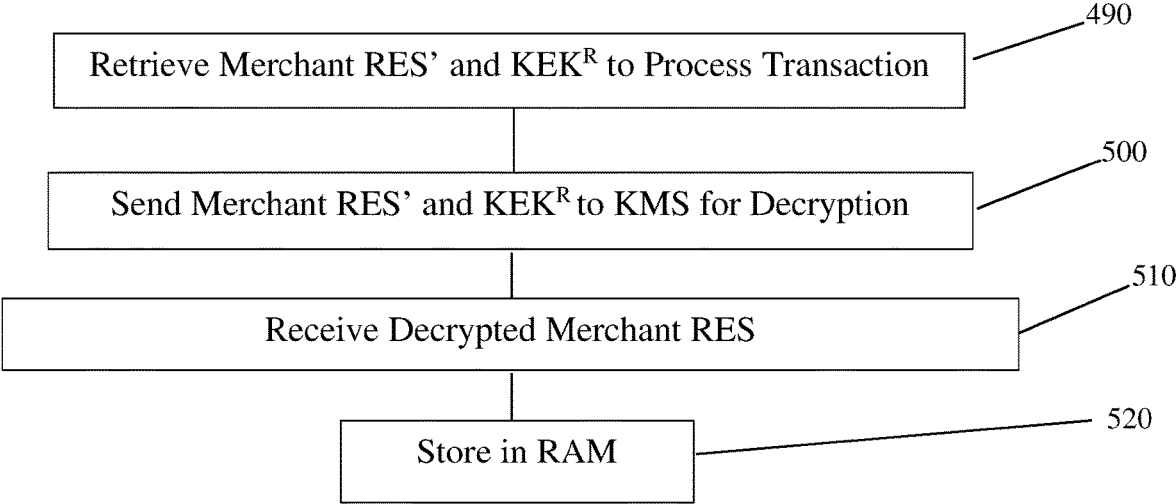 490
Retrieve Merchant RES’ and KEKᴿ to Process Transaction
500
Send Merchant RES’ and KEKᴿ to KMS for Decryption
510
Receive Decrypted Merchant RES
520
Store in RAM